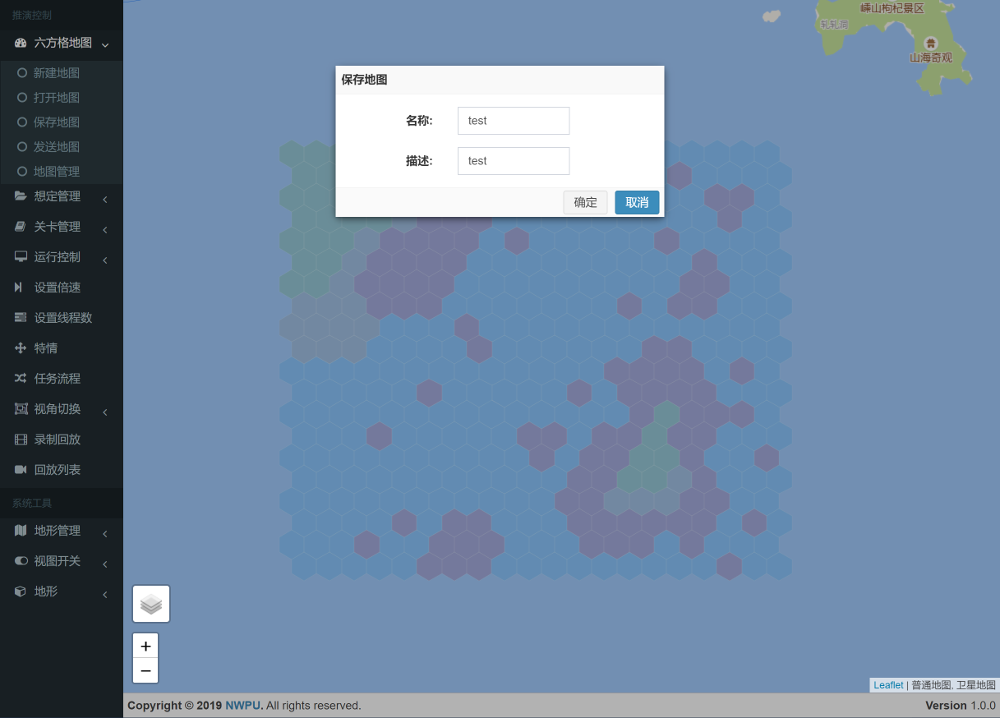 推演控制
六方格地图
新建地图
打开地图
保存地图
发送地图
地图管理
想定管理
关卡管理
运行控制
设置倍速
设置线程数
特情
任务流程
视角切换
录制回放
回放列表
系统工具
地形管理
视图开关
地形
嵊山枸杞景区
轧轧洞
山海奇观
保存地图
名称: test
描述: test
确定 取消
+
−
Leaflet | 普通地图, 卫星地图
Copyright © 2019 NWPU. All rights reserved.
Version 1.0.0